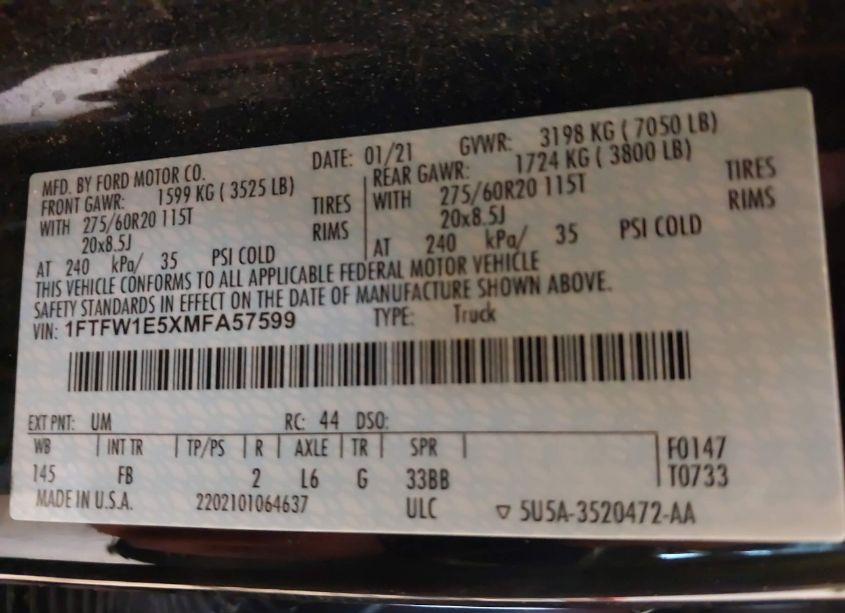 MFD. BY FORD MOTOR CO. DATE: 01/21 GVWR: 3198 KG ( 7050 LB)
FRONT GAWR: 1599 KG ( 3525 LB) REAR GAWR: 1724 KG ( 3800 LB)
WITH 275/60R20 115T TIRES WITH 275/60R20 115T TIRES
20x8.5J RIMS 20x8.5J RIMS
AT 240 kPa/ 35 PSI COLD AT 240 kPa/ 35 PSI COLD
THIS VEHICLE CONFORMS TO ALL APPLICABLE FEDERAL MOTOR VEHICLE
SAFETY STANDARDS IN EFFECT ON THE DATE OF MANUFACTURE SHOWN ABOVE.
VIN: 1FTFW1E5XMFA57599 TYPE: Truck
EXT PNT: UM RC: 44 DSO:
WB INT TR TP/PS R AXLE TR SPR F0147
145 FB 2 L6 G 33BB T0733
MADE IN U.S.A. 2202101064637 ULC ▽ 5U5A-3520472-AA